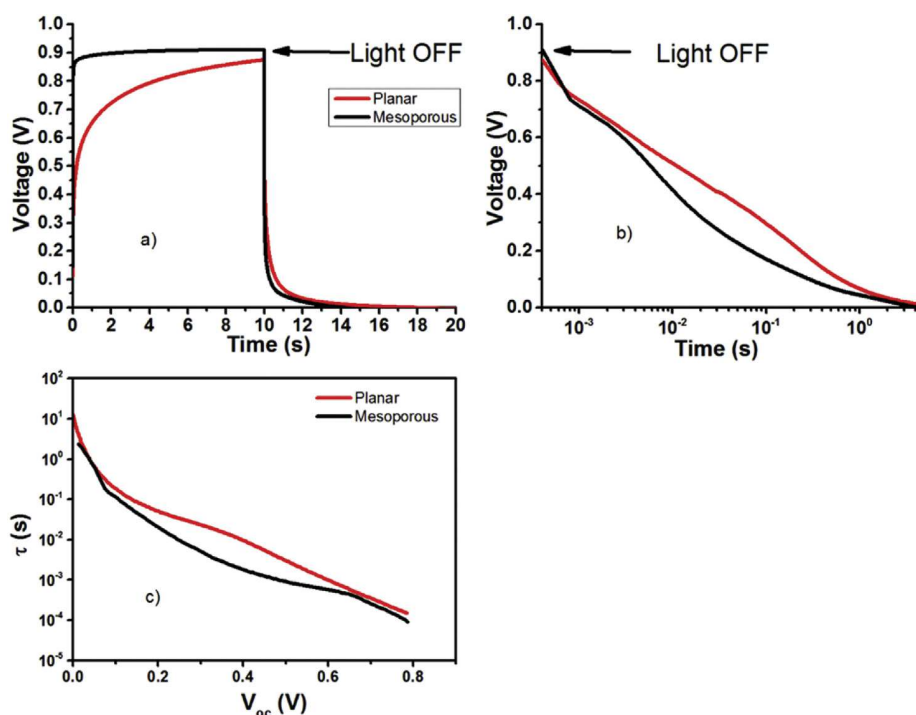 1.0
0.9
0.8
0.7
0.6
0.5
0.4
0.3
0.2
0.1
0.0
Voltage (V)
Light OFF
Planar
Mesoporous
a)
0 2 4 6 8 10 12 14 16 18 20
Time (s)
1.0
0.8
0.6
0.4
0.2
0.0
Voltage (V)
Light OFF
b)
10⁻³ 10⁻² 10⁻¹ 10⁰
Time (s)
10²
10¹
10⁰
10⁻¹
10⁻²
10⁻³
10⁻⁴
10⁻⁵
τ (s)
Planar
Mesoporous
c)
0.0 0.2 0.4 0.6 0.8
Voc (V)